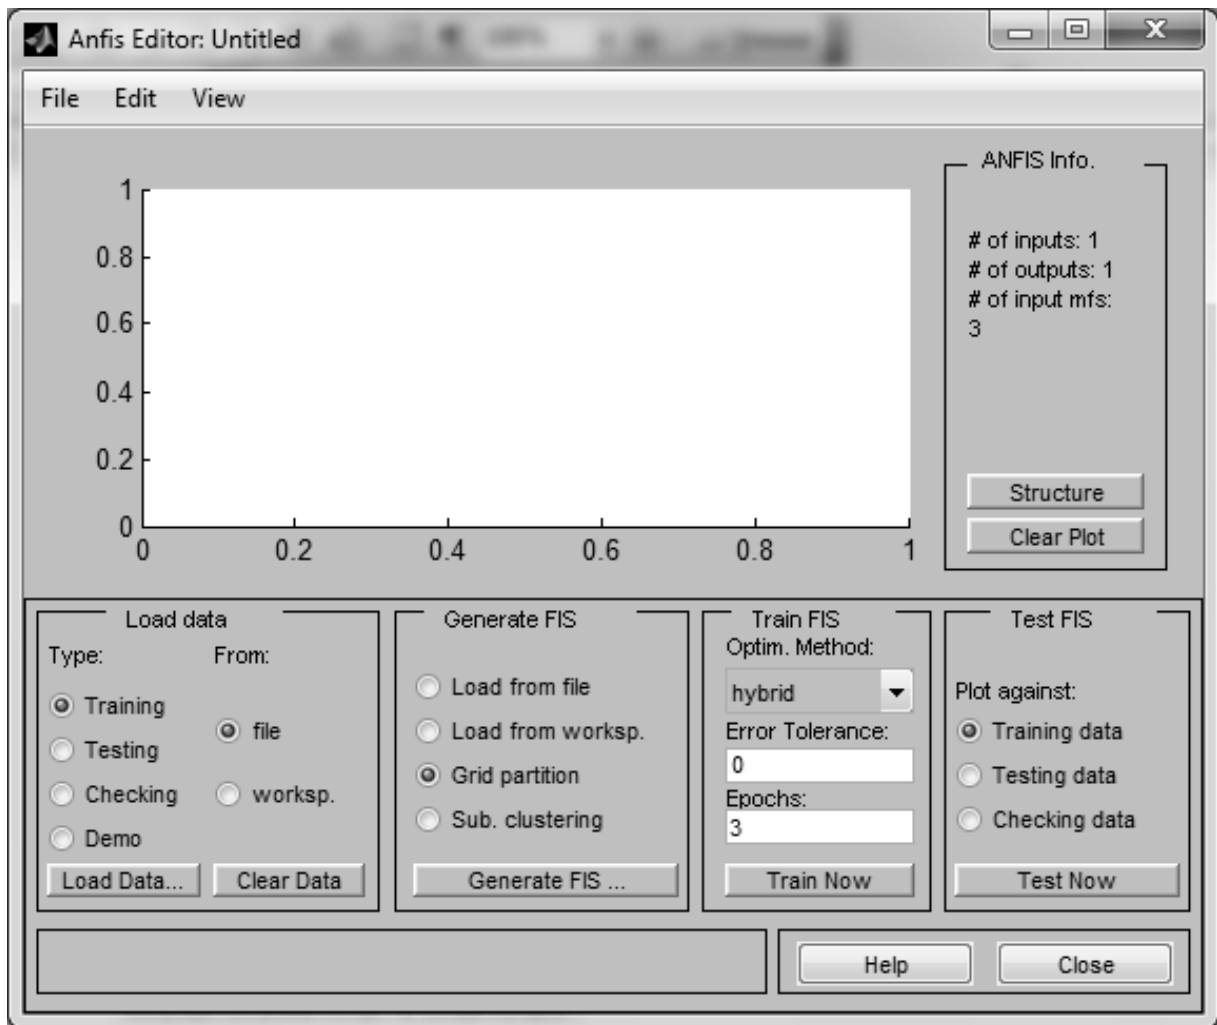 Anfis Editor: Untitled
File Edit View
ANFIS Info.
# of inputs: 1
# of outputs: 1
# of input mfs:
3
Structure
Clear Plot
1
0.8
0.6
0.4
0.2
0
0 0.2 0.4 0.6 0.8 1
Load data
Type: From:
Training
Testing
Checking
Demo
file
worksp.
Load Data... Clear Data
Generate FIS
Load from file
Load from worksp.
Grid partition
Sub. clustering
Generate FIS ...
Train FIS
Optim. Method:
hybrid
Error Tolerance:
0
Epochs:
3
Train Now
Test FIS
Plot against:
Training data
Testing data
Checking data
Test Now
Help Close